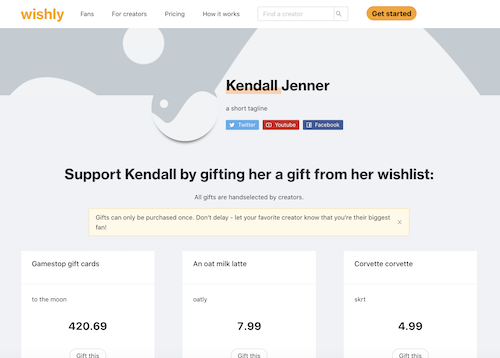 wishly Fans For creators Pricing How it works Find a creator Get started
Kendall Jenner
a short tagline
Twitter Youtube Facebook
Support Kendall by gifting her a gift from her wishlist:
All gifts are handselected by creators.
Gifts can only be purchased once. Don't delay - let your favorite creator know that you're their biggest
fan!
Gamestop gift cards An oat milk latte Corvette corvette
to the moon oatly skrt
420.69 7.99 4.99
Gift this Gift this Gift this